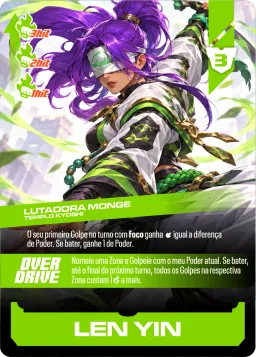 3hit
2hit
1hit
3
LUTADORA MONGE
TEMPLO KYOSHI
O seu primeiro Golpe no turno com Foco ganha igual a diferença
de Poder. Se bater, ganhe 1 de Poder.
OVER
DRIVE
Nomeie uma Zona e Golpeie com o meu Poder atual. Se bater,
até o final do próximo turno, todos os Golpes na respectiva
Zona custam 1 a mais.
LEN YIN